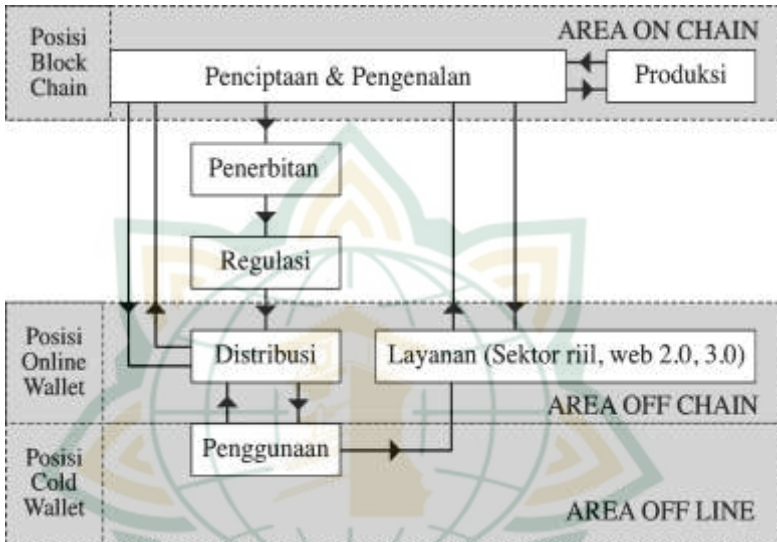 Posisi
Block
Chain
AREA ON CHAIN
Penciptaan & Pengenalan
Produksi
Penerbitan
Regulasi
Posisi
Online
Wallet
Distribusi
Layanan (Sektor riil, web 2.0, 3.0)
AREA OFF CHAIN
Posisi
Cold
Wallet
Penggunaan
AREA OFF LINE